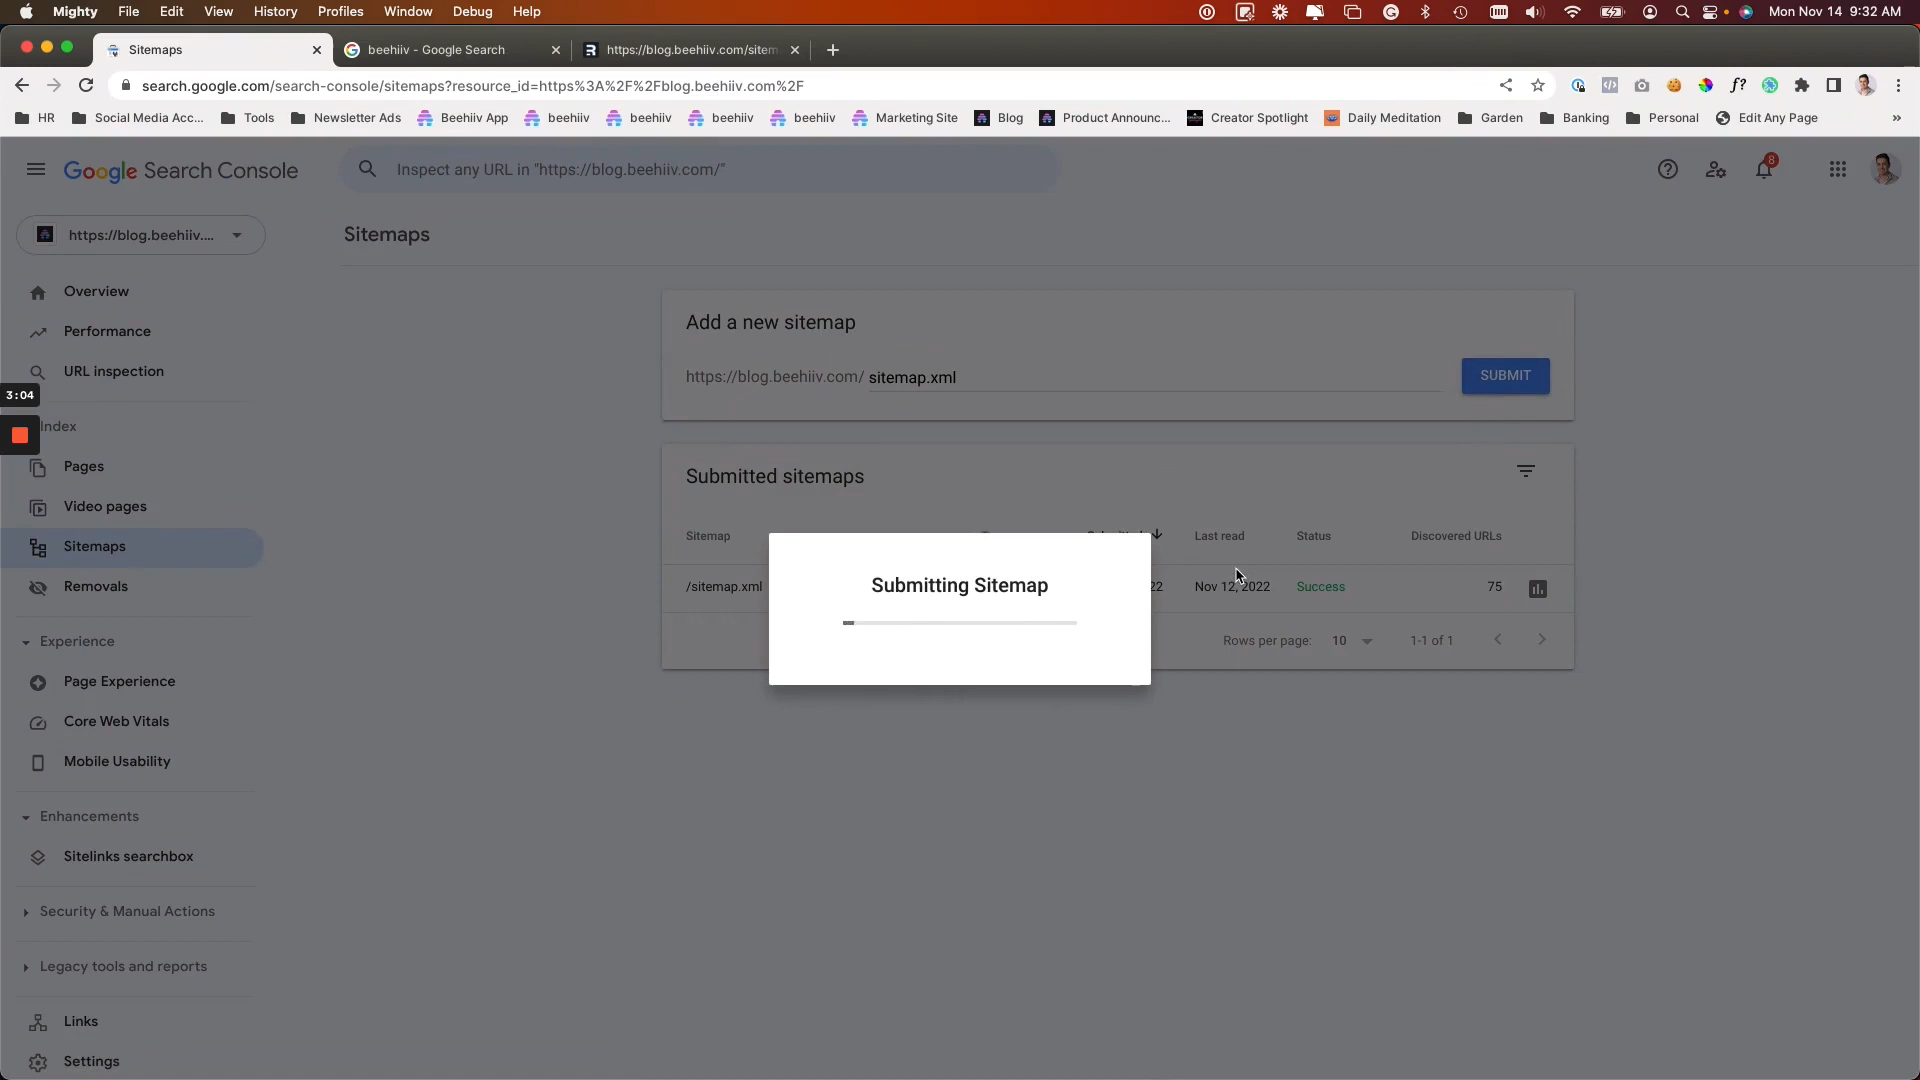 Mighty File Edit View History Profiles Window Debug Help Mon Nov 14 9:32 AM
Sitemaps
beehiiv - Google Search
https://blog.beehiiv.com/sitem
search.google.com/search-console/sitemaps?resource_id=https%3A%2F%2Fblog.beehiiv.com%2F
f?
HR Social Media Acc... Tools Newsletter Ads Beehiiv App beehiiv beehiiv beehiiv beehiiv Marketing Site Blog Product Announc... Creator Spotlight Daily Meditation Garden Banking Personal Edit Any Page »
Google Search Console
Inspect any URL in "https://blog.beehiiv.com/"
8
https://blog.beehiiv....
Sitemaps
Overview
Performance
URL inspection
3:04
Index
Pages
Video pages
Sitemaps
Removals
Experience
Page Experience
Core Web Vitals
Mobile Usability
Enhancements
Sitelinks searchbox
Security & Manual Actions
Legacy tools and reports
Links
Settings
Add a new sitemap
https://blog.beehiiv.com/ sitemap.xml
SUBMIT
Submitted sitemaps
Sitemap Last read Status Discovered URLs
/sitemap.xml 22 Nov 12, 2022 Success 75
Rows per page: 10 1-1 of 1
Submitting Sitemap